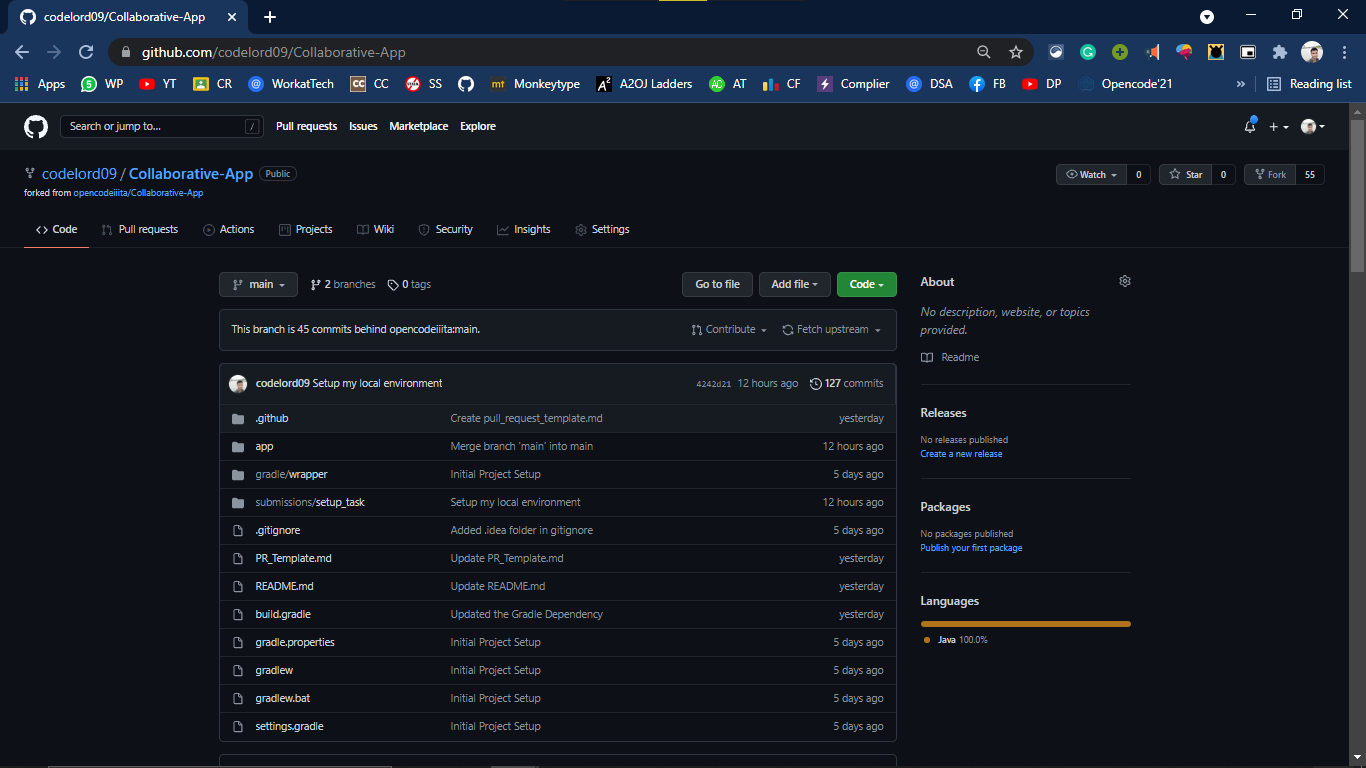 codelord09/Collaborative-App
github.com/codelord09/Collaborative-App
Apps WP YT CR WorkatTech CC SS Monkeytype A2OJ Ladders AT CF Complier DSA FB DP Opencode'21 » Reading list
Search or jump to... / Pull requests Issues Marketplace Explore
codelord09 / Collaborative-App Public Watch 0 Star 0 Fork 55
forked from opencodeiiita/Collaborative-App
Code Pull requests Actions Projects Wiki Security Insights Settings
main 2 branches 0 tags Go to file Add file Code
This branch is 45 commits behind opencodeiiita:main. Contribute Fetch upstream
codelord09 Setup my local environment 4242d21 12 hours ago 127 commits
.github Create pull_request_template.md yesterday
app Merge branch 'main' into main 12 hours ago
gradle/wrapper Initial Project Setup 5 days ago
submissions/setup_task Setup my local environment 12 hours ago
.gitignore Added .idea folder in gitignore 5 days ago
PR_Template.md Update PR_Template.md yesterday
README.md Update README.md yesterday
build.gradle Updated the Gradle Dependency yesterday
gradle.properties Initial Project Setup 5 days ago
gradlew Initial Project Setup 5 days ago
gradlew.bat Initial Project Setup 5 days ago
settings.gradle Initial Project Setup 5 days ago
About
No description, website, or topics
provided.
Readme
Releases
No releases published
Create a new release
Packages
No packages published
Publish your first package
Languages
Java 100.0%